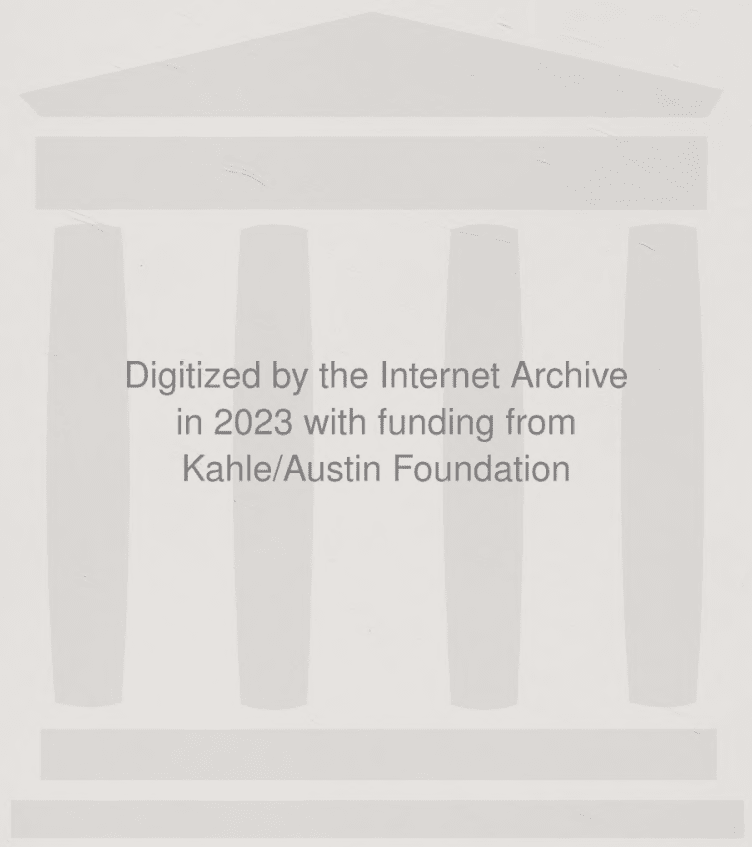 Digitized by the Internet Archive
in 2023 with funding from
Kahle/Austin Foundation